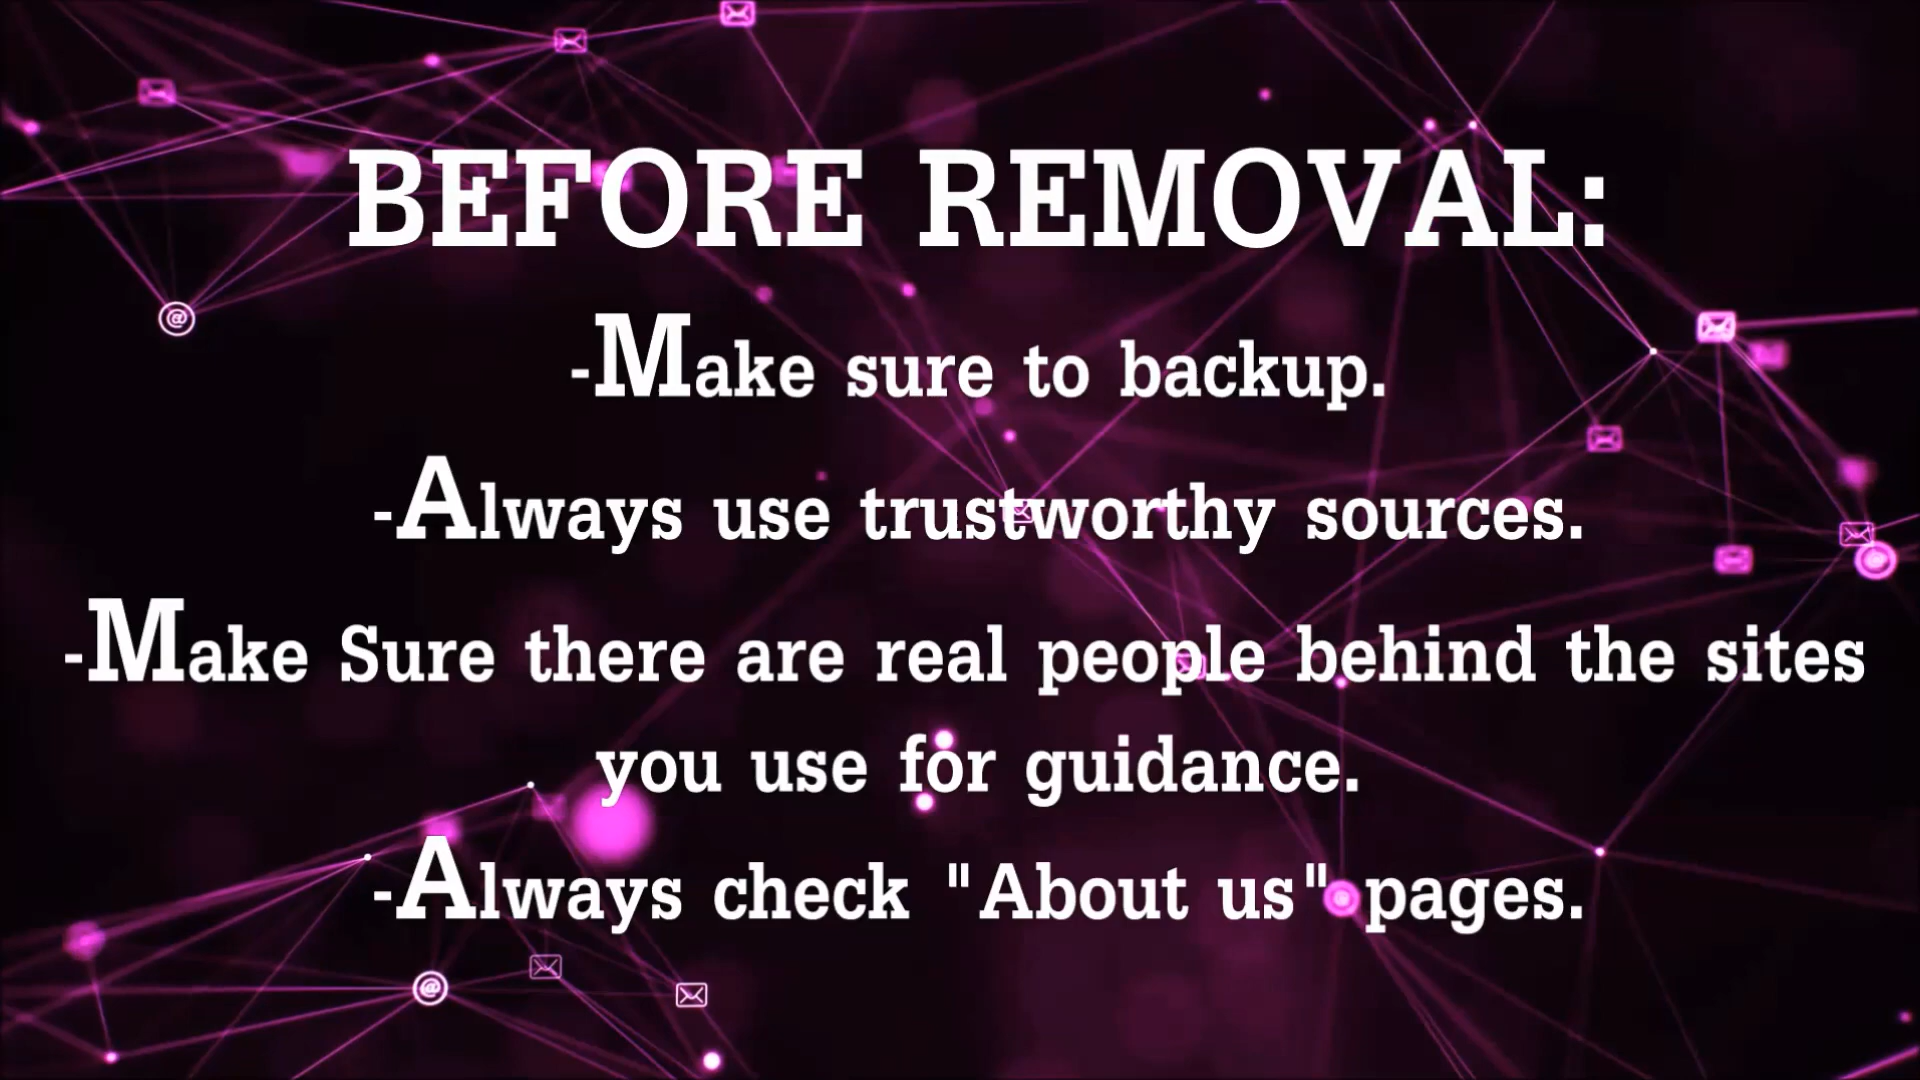 BEFORE REMOVAL:
-Make sure to backup.
-Always use trustworthy sources.
-Make Sure there are real people behind the sites
you use for guidance.
-Always check "About us" pages.